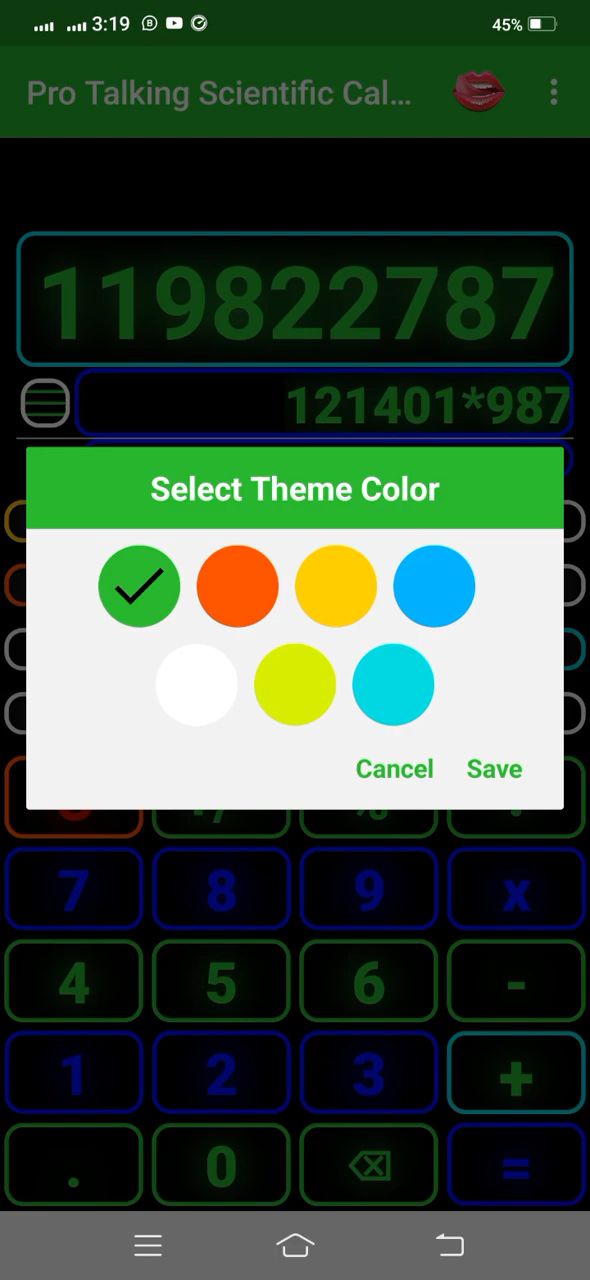 3:19
45%
Pro Talking Scientific Cal...
119822787
121401*987
Select Theme Color
Cancel Save
7 8 9 x
4 5 6 -
1 2 3 +
. 0 =